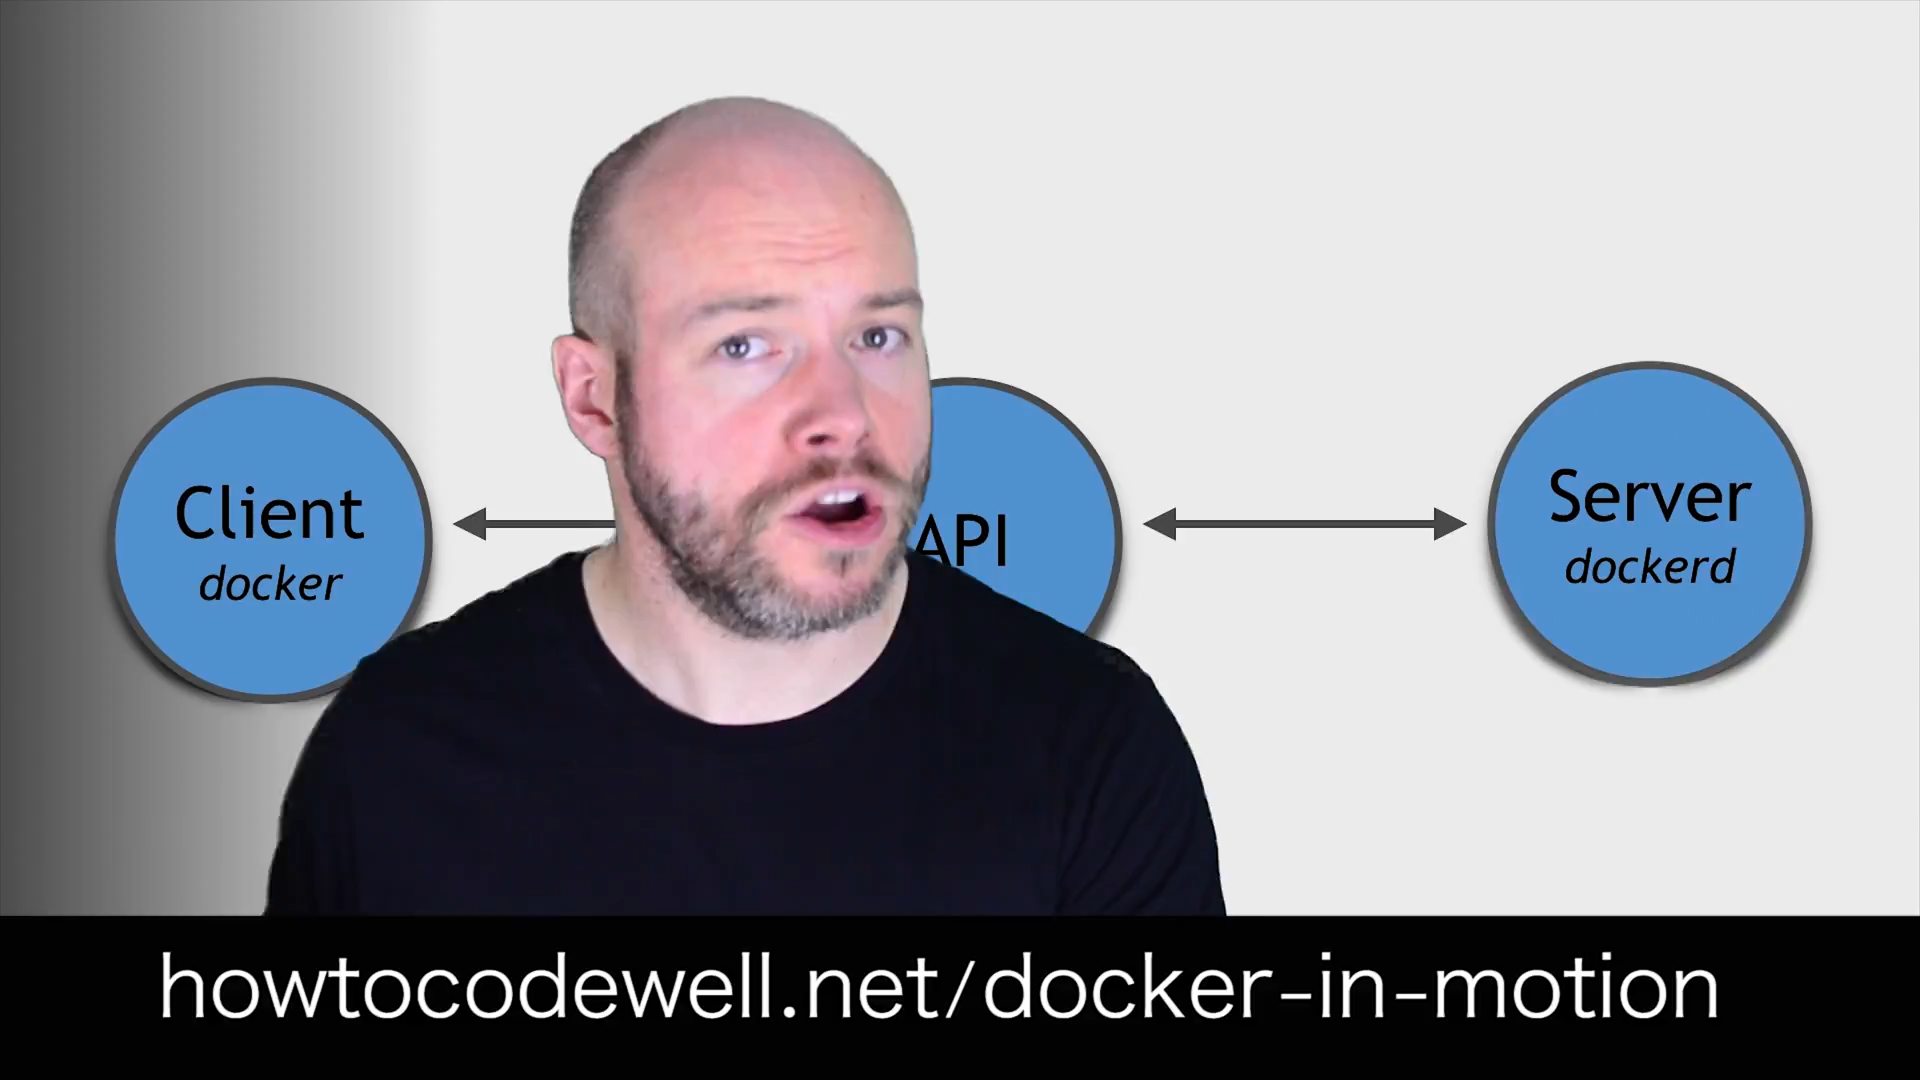 Client
docker
API
Server
dockerd
howtocodewell.net/docker-in-motion